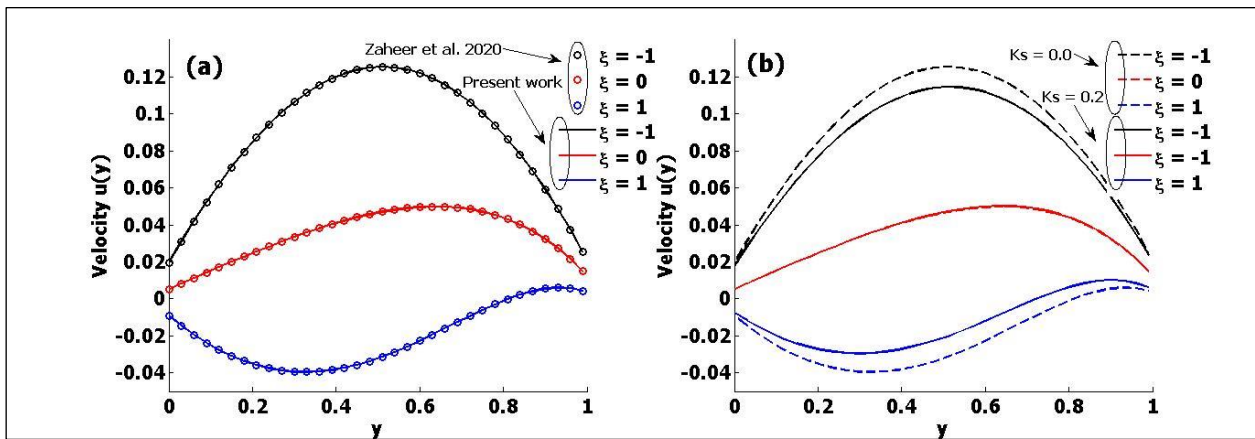 (a)
Zaheer et al. 2020
ξ = -1
ξ = 0
ξ = 1
Present work
ξ = -1
ξ = 0
ξ = 1
Velocity u(y)
0.12
0.1
0.08
0.06
0.04
0.02
0
-0.02
-0.04
0
0.2
0.4
0.6
0.8
1
y
(b)
Ks = 0.0
ξ = -1
ξ = 0
ξ = 1
Ks = 0.2
ξ = -1
ξ = -1
ξ = 1
Velocity u(y)
0.12
0.1
0.08
0.06
0.04
0.02
0
-0.02
-0.04
0
0.2
0.4
0.6
0.8
1
y